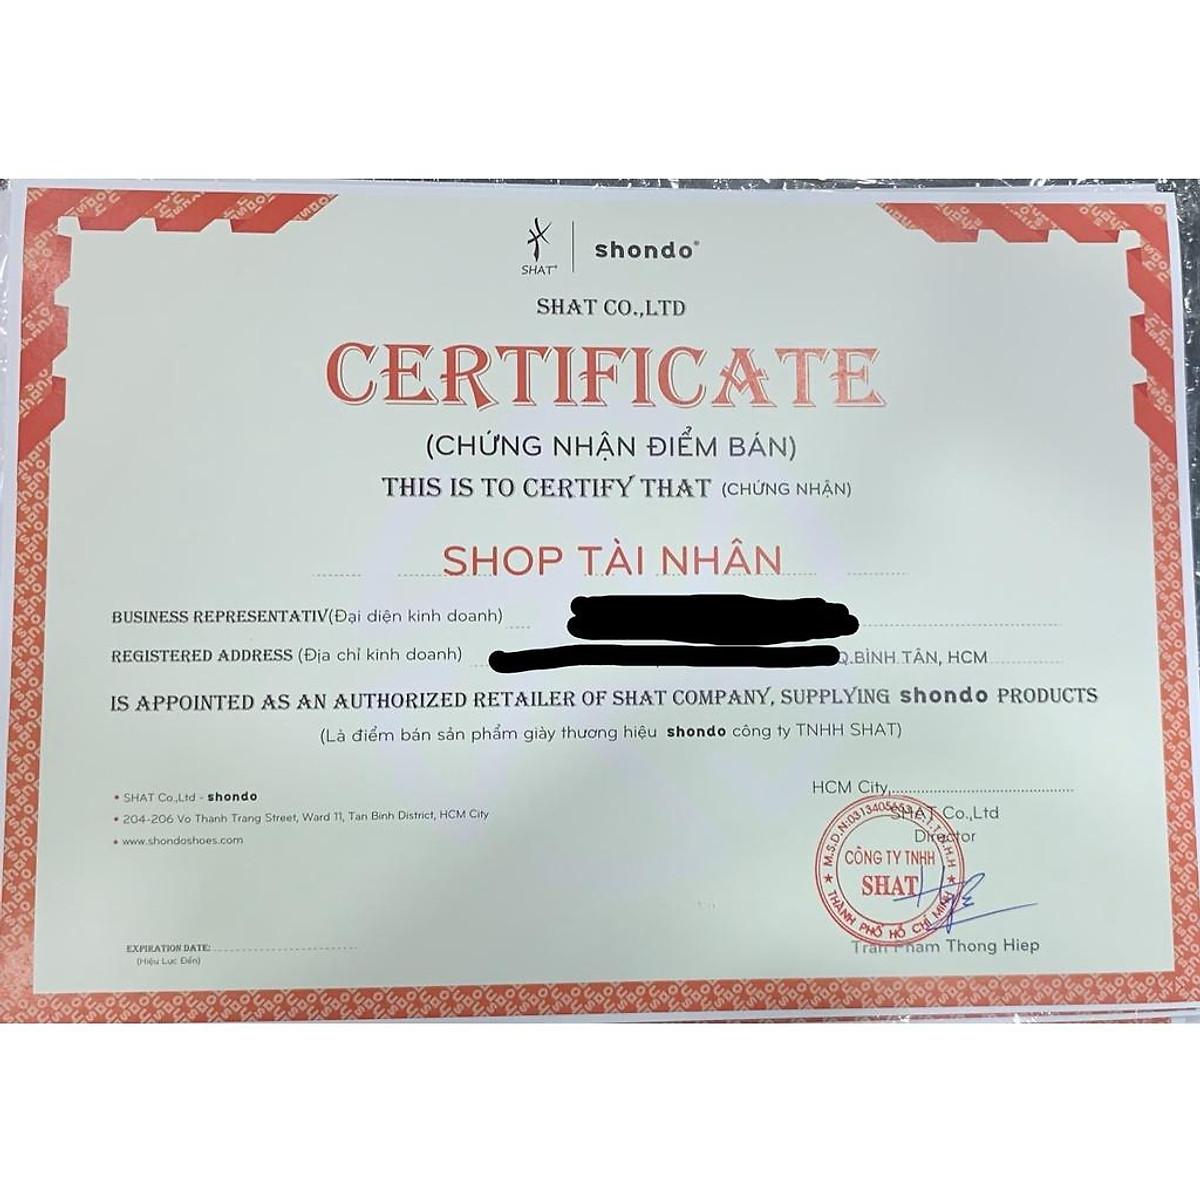 SHAT® shondo®
SHAT CO.,LTD
CERTIFICATE
(CHỨNG NHẬN ĐIỂM BÁN)
THIS IS TO CERTIFY THAT (CHỨNG NHẬN)
SHOP TÀI NHÂN
BUSINESS REPRESENTATIV(Đại diện kinh doanh)
REGISTERED ADDRESS (Địa chỉ kinh doanh) Q.BÌNH TÂN, HCM
IS APPOINTED AS AN AUTHORIZED RETAILER OF SHAT COMPANY, SUPPLYING shondo PRODUCTS
(Là điểm bán sản phẩm giày thương hiệu shondo công ty TNHH SHAT)
SHAT Co.,Ltd - shondo
204-206 Vo Thanh Trang Street, Ward 11, Tan Binh District, HCM City
www.shondoshoes.com
HCM City,
SHAT Co.,Ltd
Director
M.S.D.N:0313405653
CÔNG TY TNHH
SHAT
THÀNH PHỐ HỒ CHÍ MINH
Tran Pham Thong Hiep
EXPIRATION DATE:
(Hiệu Lực Đến)